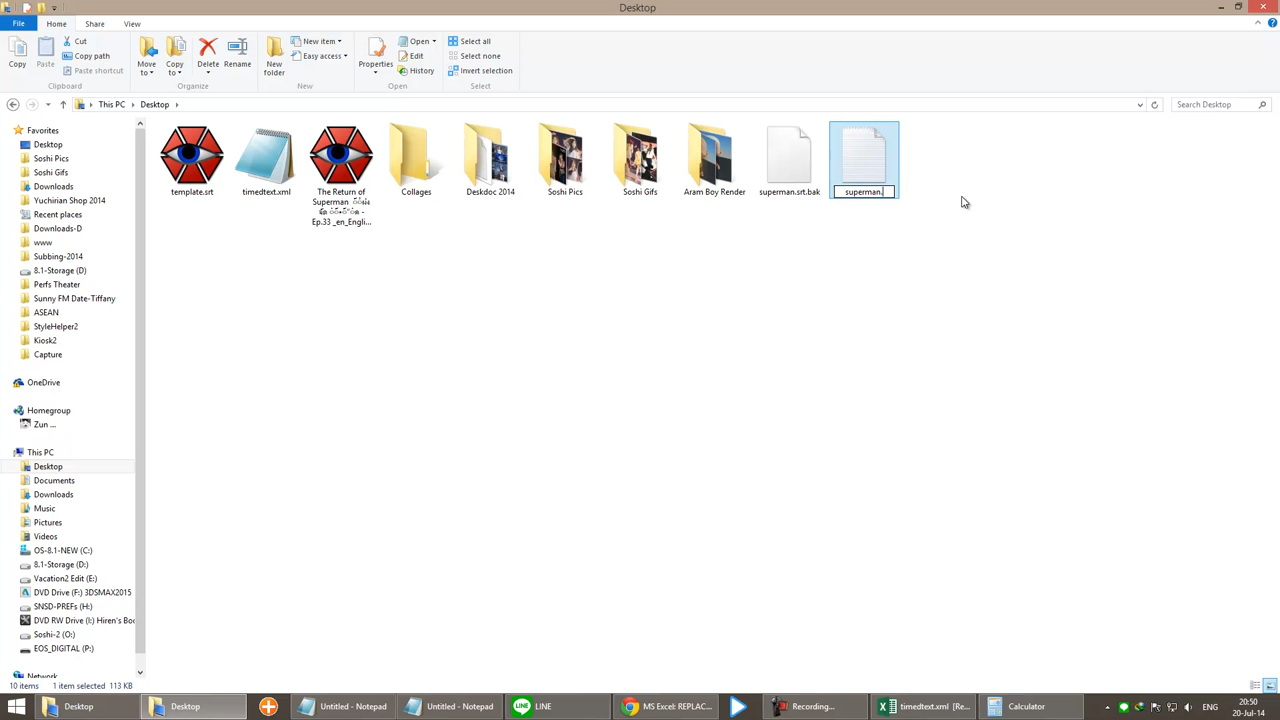 Desktop
File Home Share View
Copy
Paste
Cut
Copy path
Paste shortcut
Clipboard
Move to
Copy to
Delete
Rename
Organize
New folder
New item
Easy access
New
Properties
Open
Edit
History
Open
Select all
Select none
Invert selection
Select
This PC Desktop
Search Desktop
Favorites
Desktop
Soshi Pics
Soshi Gifs
Downloads
Yuchirian Shop 2014
Recent places
Downloads-D
www
Subbing-2014
8.1-Storage (D)
Perfs Theater
Sunny FM Date-Tiffany
ASEAN
StyleHelper2
Kiosk2
Capture
OneDrive
Homegroup
Zun ...
This PC
Desktop
Documents
Downloads
Music
Pictures
Videos
OS-8.1-NEW (C:)
8.1-Storage (D:)
Vacation2 Edit (E:)
DVD Drive (F:) 3DSMAX2015
SNSD-PREFs (H:)
DVD RW Drive (I:) Hiren's Boo
Soshi-2 (O:)
EOS_DIGITAL (P:)
Network
template.srt
timedtext.xml
The Return of
Superman
Ep.33 _en_Engli...
Collages
Deskdoc 2014
Soshi Pics
Soshi Gifs
Aram Boy Render
superman.srt.bak
superman.
10 items 1 item selected 113 KB
Desktop
Desktop
Untitled - Notepad
Untitled - Notepad
LINE
MS Excel: REPLAC...
Recording...
timedtext.xml [Re...
Calculator
ENG
20:50
20-Jul-14